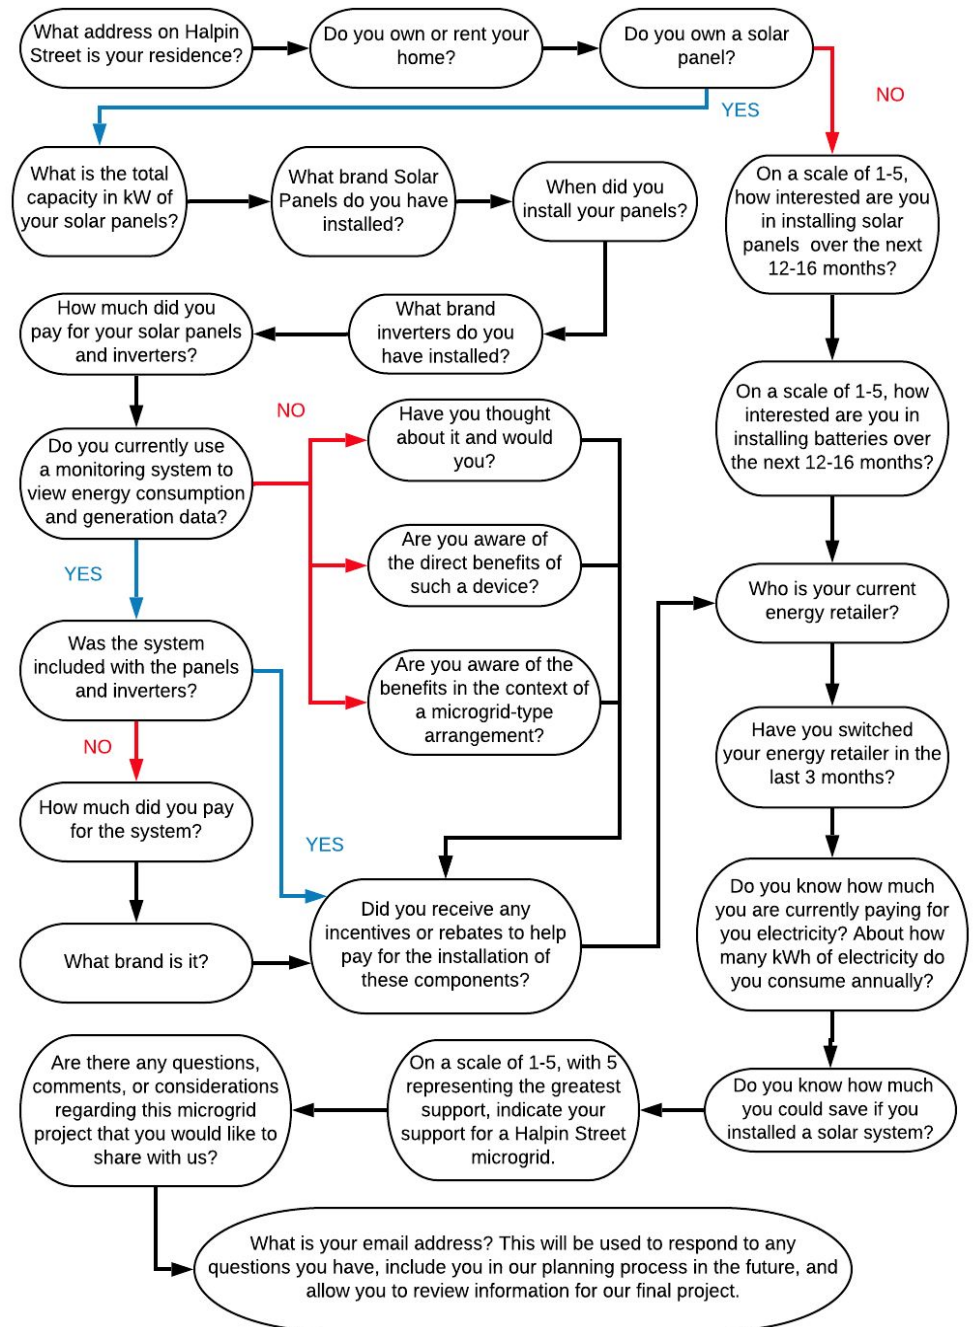 What address on Halpin
Street is your residence?
Do you own or rent your
home?
Do you own a solar
panel?
NO
YES
What is the total
capacity in kW of
your solar panels?
What brand Solar
Panels do you have
installed?
When did you
install your panels?
On a scale of 1-5,
how interested are you
in installing solar
panels over the next
12-16 months?
How much did you
pay for your solar panels
and inverters?
What brand
inverters do you
have installed?
On a scale of 1-5, how
interested are you in
installing batteries over
the next 12-16 months?
NO
Do you currently use
a monitoring system to
view energy consumption
and generation data?
Have you thought
about it and would
you?
Are you aware of
the direct benefits of
such a device?
Are you aware of the
benefits in the context of
a microgrid-type
arrangement?
YES
Was the system
included with the panels
and inverters?
Who is your current
energy retailer?
Have you switched
your energy retailer in the
last 3 months?
NO
How much did you pay
for the system?
YES
What brand is it?
Did you receive any
incentives or rebates to help
pay for the installation of
these components?
Do you know how much
you are currently paying for
you electricity? About how
many kWh of electricity do
you consume annually?
Do you know how much
you could save if you
installed a solar system?
On a scale of 1-5, with 5
representing the greatest
support, indicate your
support for a Halpin Street
microgrid.
Are there any questions,
comments, or considerations
regarding this microgrid
project that you would like to
share with us?
What is your email address? This will be used to respond to any
questions you have, include you in our planning process in the future, and
allow you to review information for our final project.